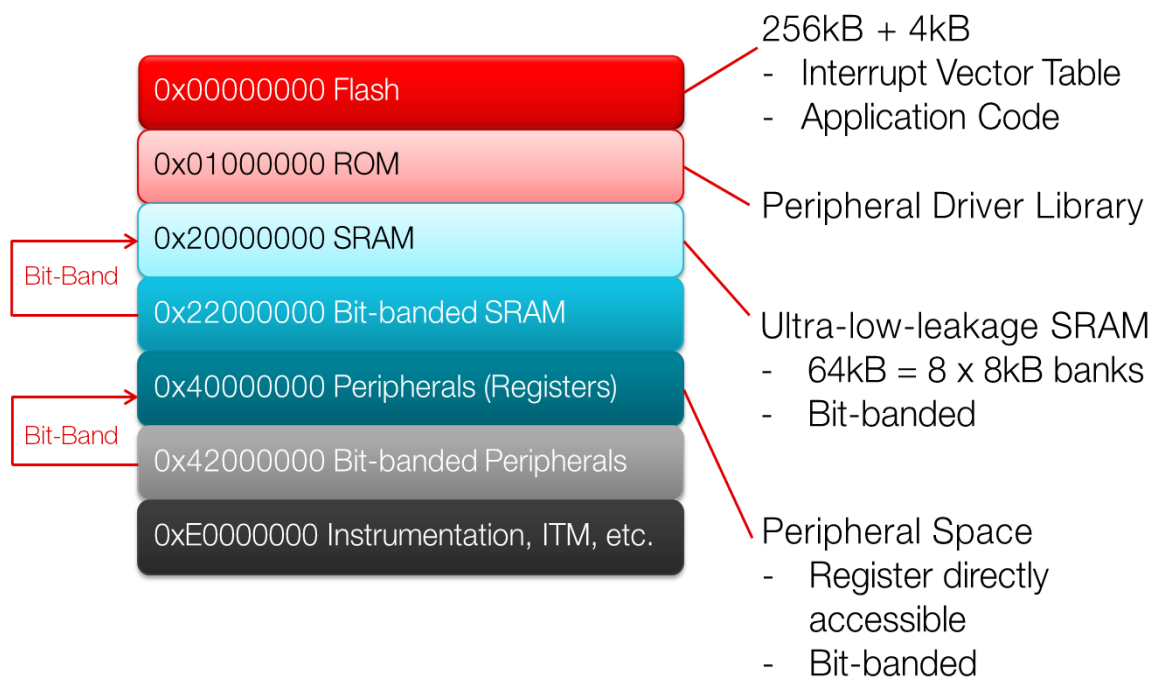 256kB + 4kB
- Interrupt Vector Table
- Application Code
0x00000000 Flash
0x01000000 ROM
Peripheral Driver Library
0x20000000 SRAM
Bit-Band
0x22000000 Bit-banded SRAM
Ultra-low-leakage SRAM
- 64kB = 8 x 8kB banks
- Bit-banded
0x40000000 Peripherals (Registers)
Bit-Band
0x42000000 Bit-banded Peripherals
0xE0000000 Instrumentation, ITM, etc.
Peripheral Space
- Register directly
accessible
- Bit-banded